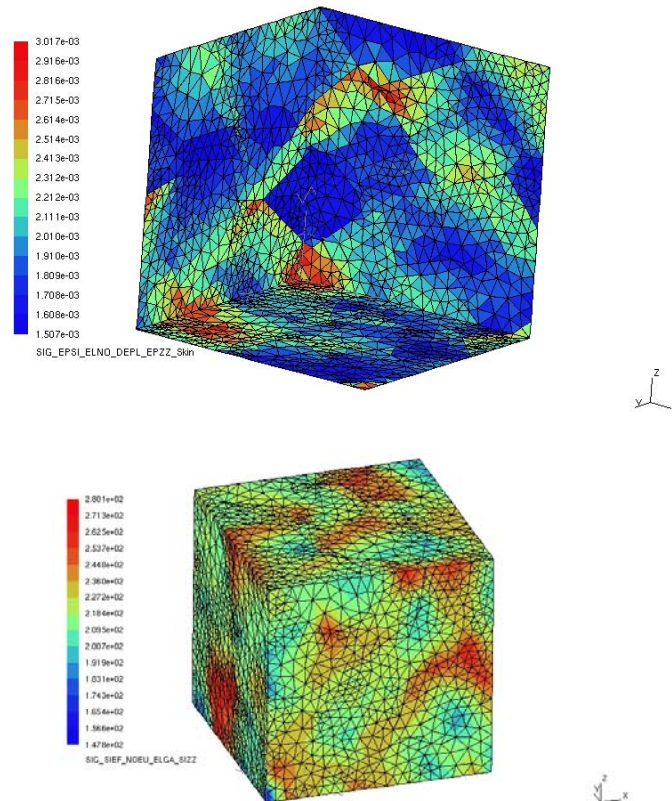 3.017e-03
2.916e-03
2.816e-03
2.715e-03
2.614e-03
2.514e-03
2.413e-03
2.312e-03
2.212e-03
2.111e-03
2.010e-03
1.910e-03
1.809e-03
1.708e-03
1.608e-03
1.507e-03
SIG_EPSI_ELNO_DEPL_EPZZ_Skin
Z
Y
2.801e+02
2.713e+02
2.625e+02
2.537e+02
2.448e+02
2.360e+02
2.272e+02
2.184e+02
2.095e+02
2.007e+02
1.919e+02
1.831e+02
1.743e+02
1.654e+02
1.566e+02
1.478e+02
SIG_SIEF_NOEU_ELGA_SIZZ
Z
Y
X